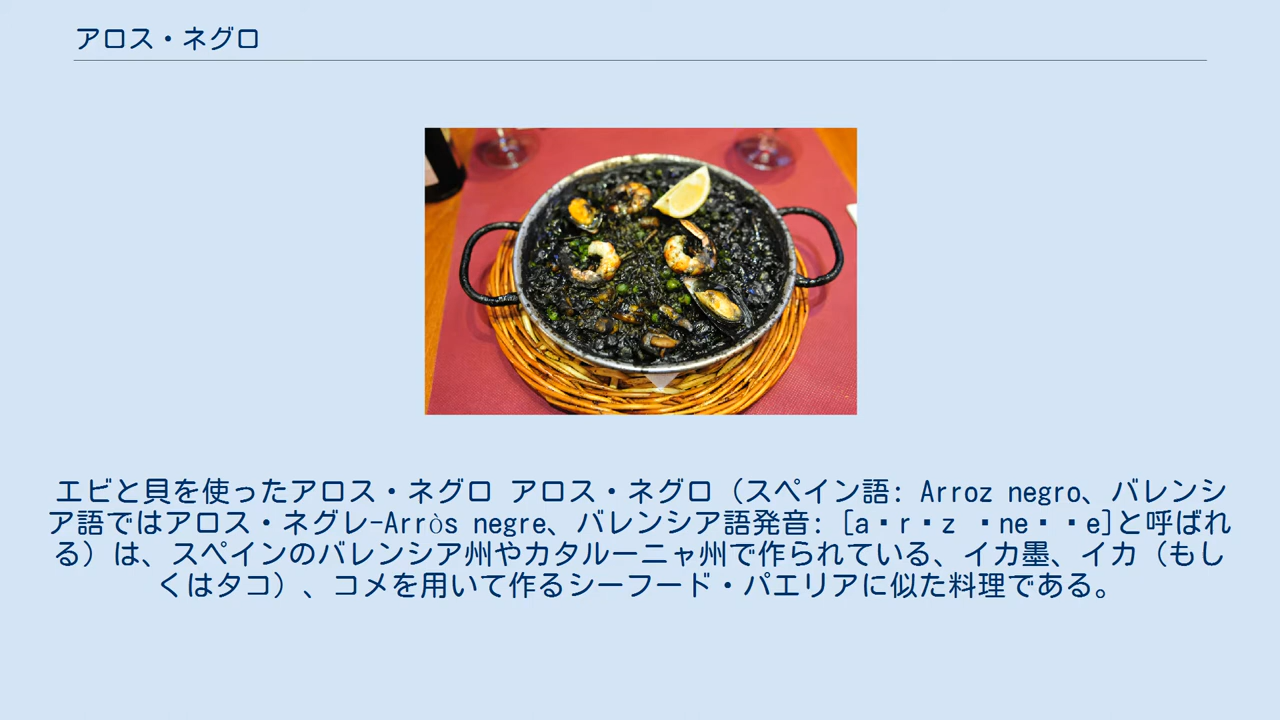 アロス・ネグロ
エビと貝を使ったアロス・ネグロ アロス・ネグロ（スペイン語: Arroz negro、バレンシ
ア語ではアロス・ネグレ-Arròs negre、バレンシア語発音: [a▪r▪z ▪ne▪▪e]と呼ばれ
る）は、スペインのバレンシア州やカタルーニャ州で作られている、イカ墨、イカ（もし
くはタコ）、コメを用いて作るシーフード・パエリアに似た料理である。